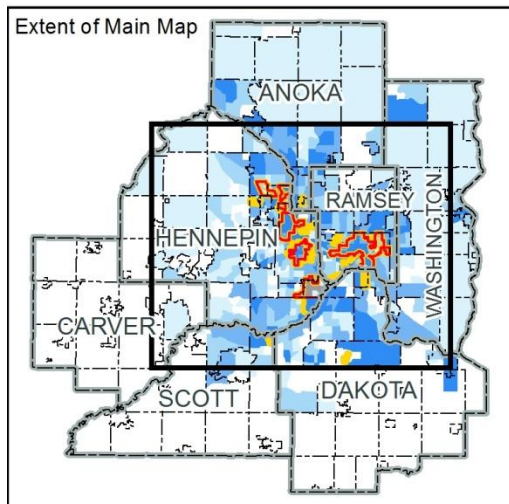 Extent of Main Map
ANOKA
RAMSEY
WASHINGTON
HENNEPIN
CARVER
SCOTT
DAKOTA